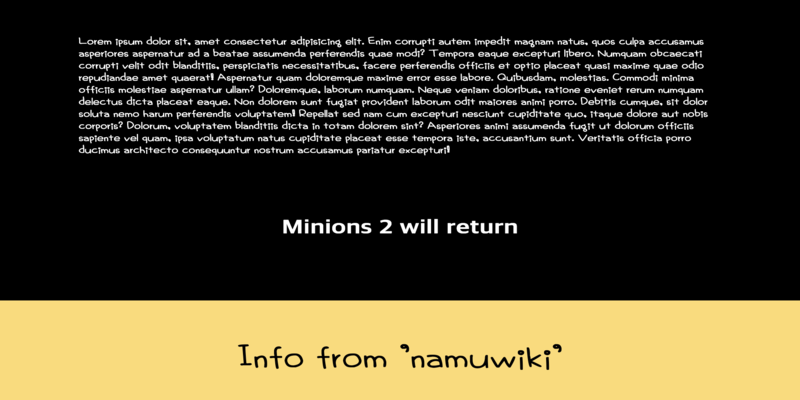 Lorem ipsum dolor sit, amet consectetur adipisicing elit. Enim corrupti autem impedit magnam natus, quos culpa accusamus
asperiores aspernatur ad a beatae assumenda perferendis quae modi? Tempora eaque excepturi libero. Numquam obcaecati
corrupti velit odit blanditiis, perspiciatis necessitatibus, facere perferendis officiis et optio placeat quasi maxime quae odio
repudiandae amet quaerat! Aspernatur quam doloremque maxime error esse labore. Quibusdam, molestias. Commodi minima
officiis molestiae aspernatur ullam? Doloremque, laborum numquam. Neque veniam doloribus, ratione eveniet rerum numquam
delectus dicta placeat eaque. Non dolorem sunt fugiat provident laborum odit maiores animi porro. Debitis cumque, sit dolor
soluta nemo harum perferendis voluptatem! Repellat sed nam cum excepturi nesciunt cupiditate quo, itaque dolore aut nobis
corporis? Dolorum, voluptatem blanditiis dicta in totam dolorem sint? Asperiores animi assumenda fugit ut dolorum officiis
sapiente vel quam, ipsa voluptatum natus cupiditate placeat esse tempora iste, accusantium sunt. Veritatis officia porro
ducimus architecto consequuntur nostrum accusamus pariatur excepturi!
Minions 2 will return
Info from 'namuwiki'